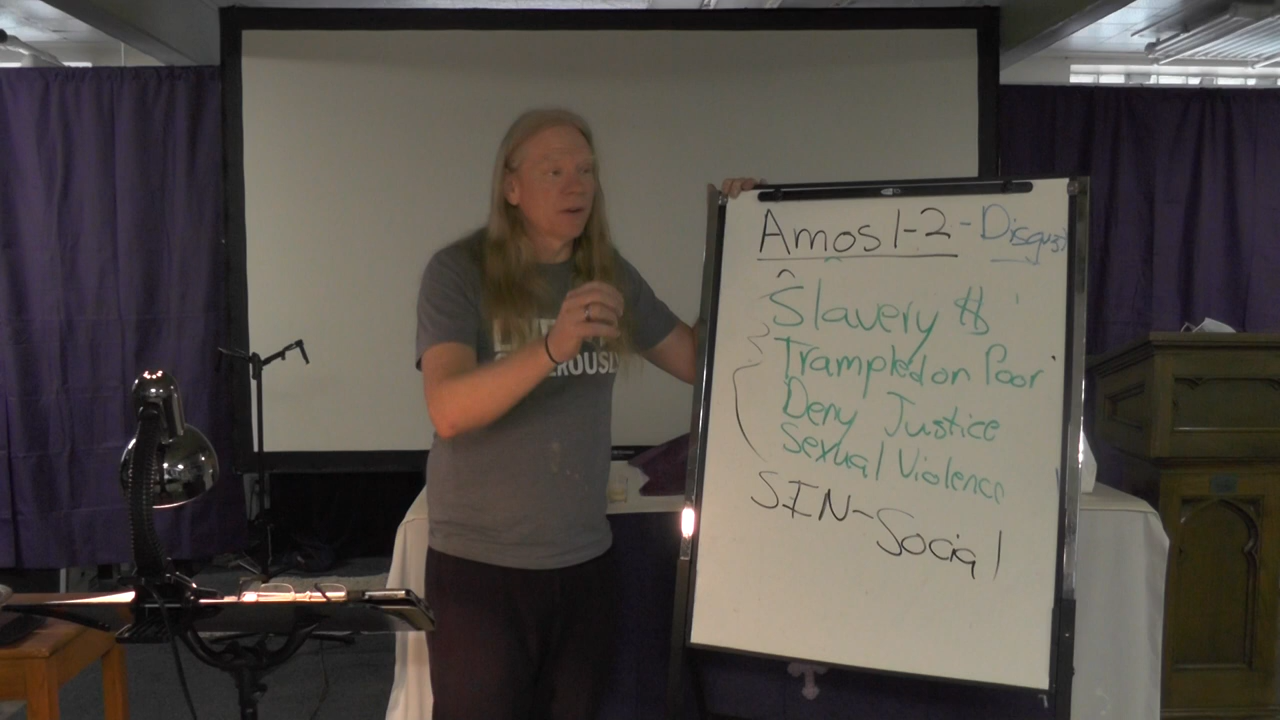 Amos 1-2 - Disgust
Slavery $
Trampled on Poor
Deny Justice
Sexual Violence
SIN-Social